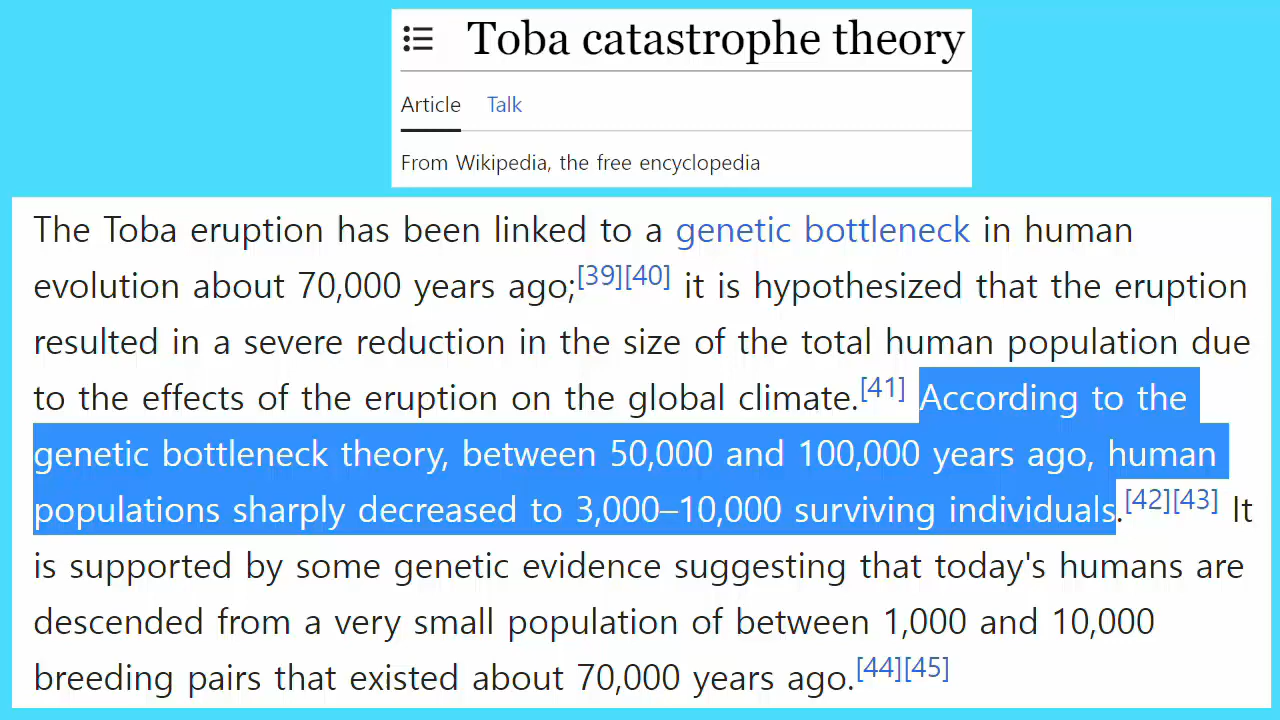 Toba catastrophe theory
Article Talk
From Wikipedia, the free encyclopedia
The Toba eruption has been linked to a genetic bottleneck in human
evolution about 70,000 years ago;[39][40] it is hypothesized that the eruption
resulted in a severe reduction in the size of the total human population due
to the effects of the eruption on the global climate.[41] According to the
genetic bottleneck theory, between 50,000 and 100,000 years ago, human
populations sharply decreased to 3,000–10,000 surviving individuals.[42][43] It
is supported by some genetic evidence suggesting that today's humans are
descended from a very small population of between 1,000 and 10,000
breeding pairs that existed about 70,000 years ago.[44][45]